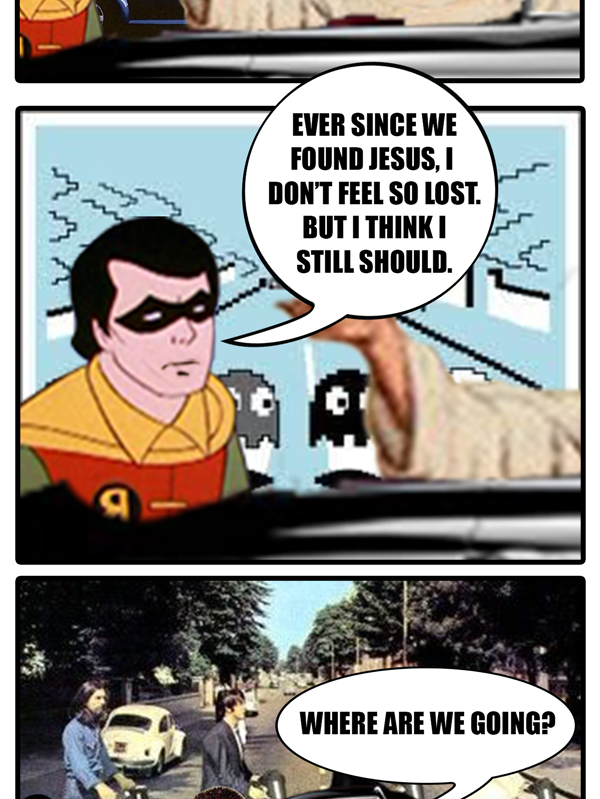 EVER SINCE WE
FOUND JESUS, I
DON'T FEEL SO LOST.
BUT I THINK I
STILL SHOULD.
R
WHERE ARE WE GOING?